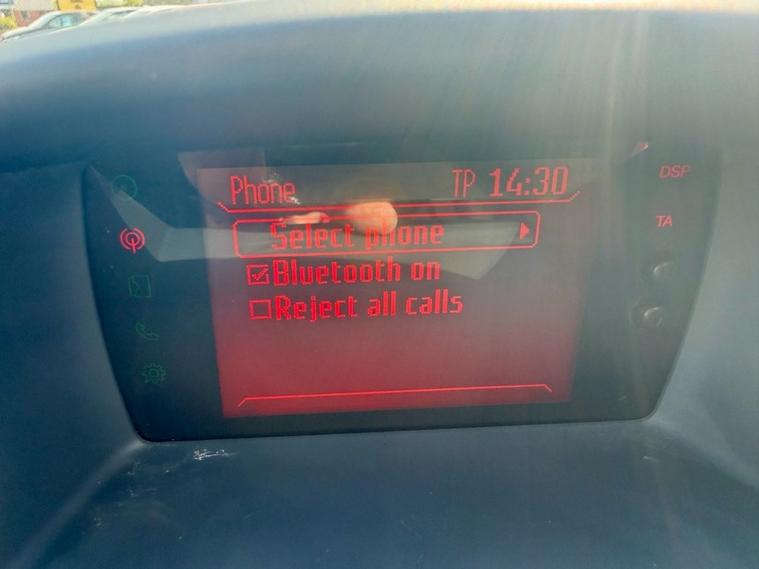 Phone TP 14:30 DSP
TA
Select phone
Bluetooth on
Reject all calls